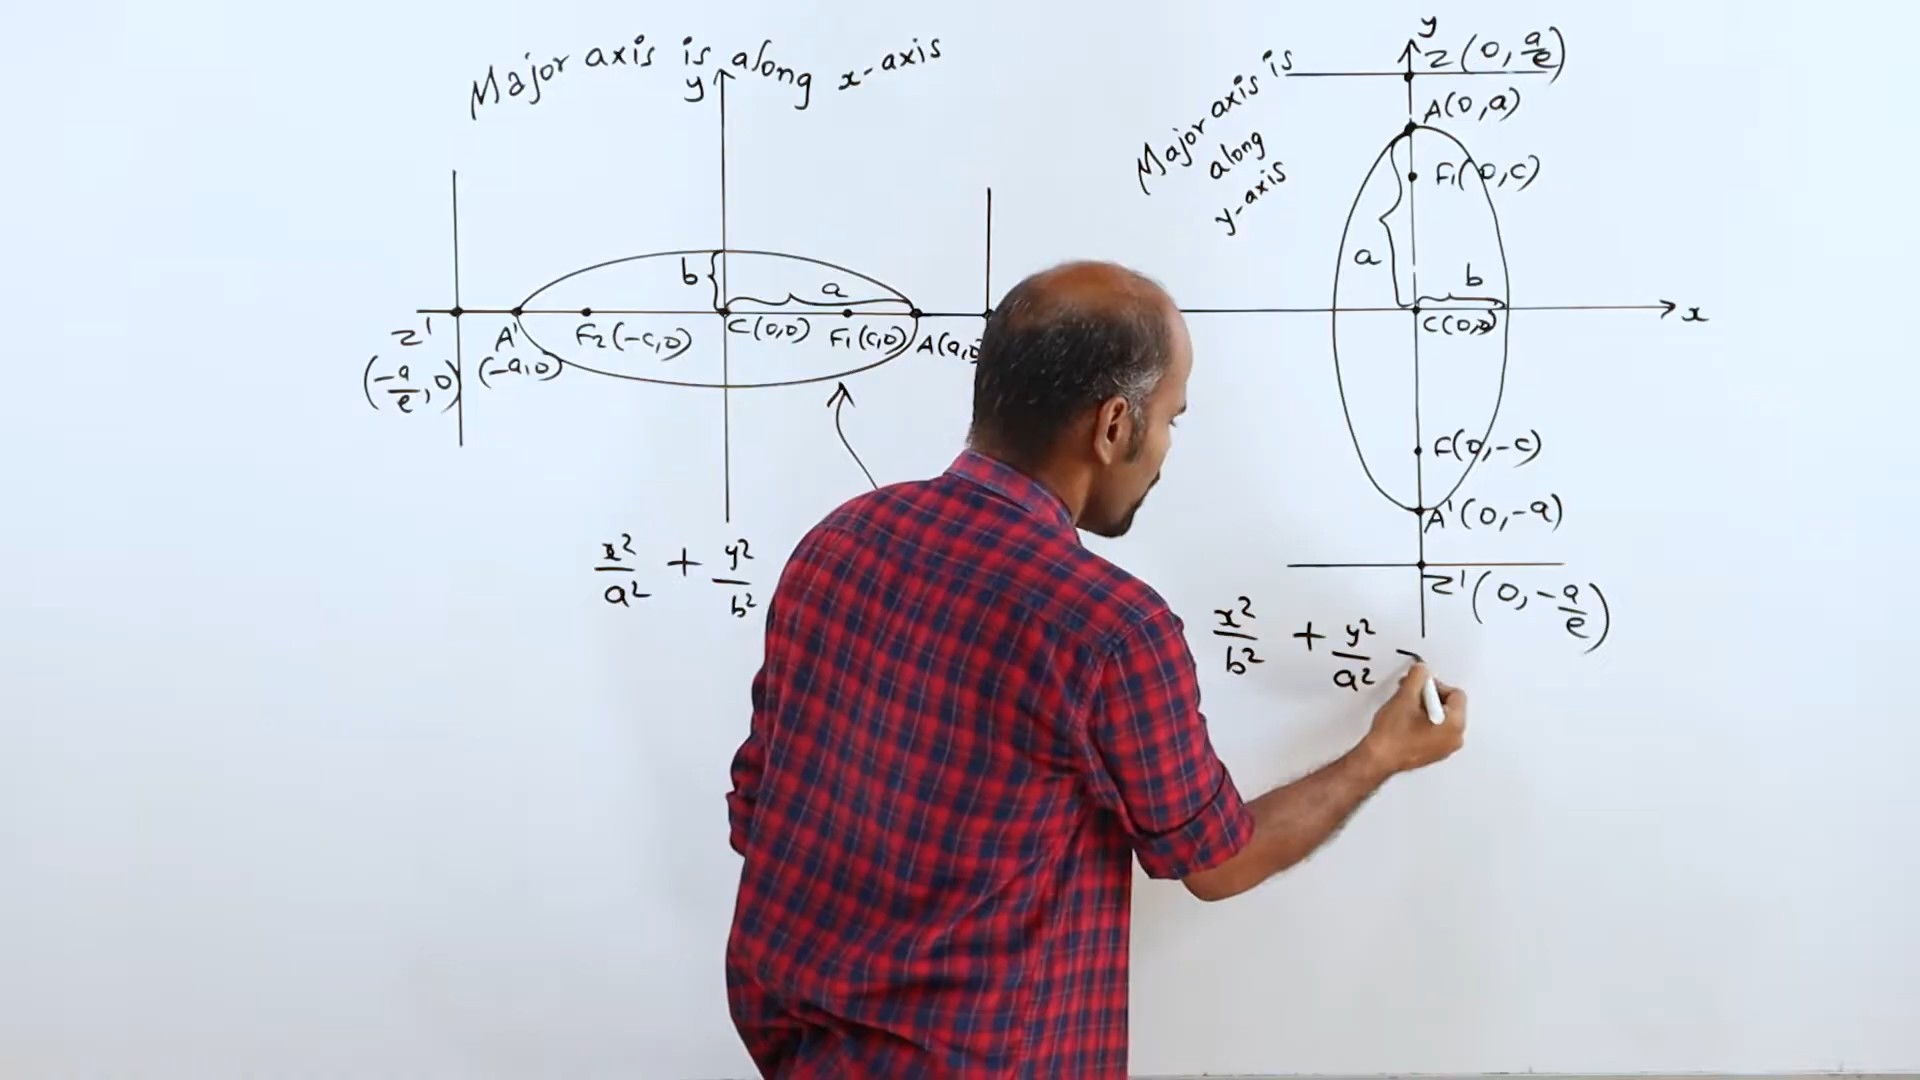 Major axis is along x-axis
y
b
a
C(0,0)
F₁(c,0)
A(a,0
F₂(-c,0)
A'
(-a,0)
Z'
(-a/e,0)
x²/a² + y²/b²
Major axis is
along
y-axis
y
Z(0,a/e)
A(0,a)
F₁(0,c)
a
b
C(0,0)
x
F(0,-c)
A'(0,-a)
Z'(0,-a/e)
x²/b² + y²/a²